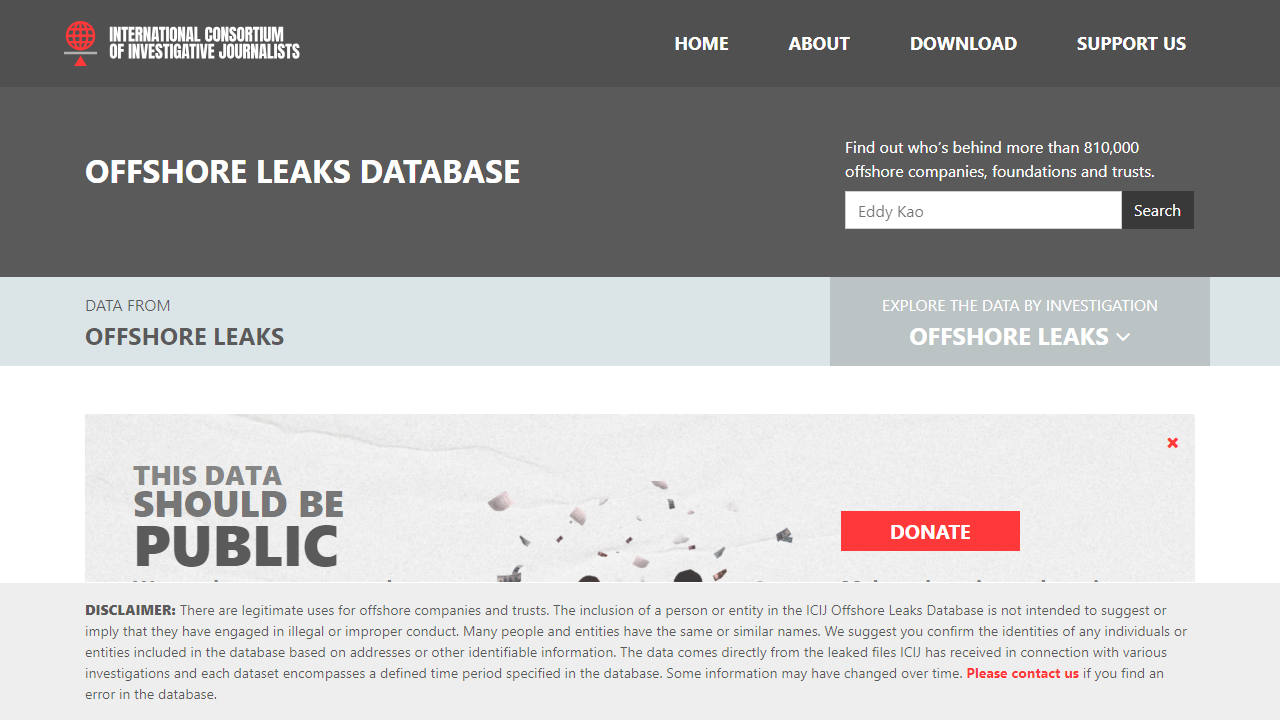 INTERNATIONAL CONSORTIUM
OF INVESTIGATIVE JOURNALISTS
HOME ABOUT DOWNLOAD SUPPORT US
OFFSHORE LEAKS DATABASE
Find out who's behind more than 810,000
offshore companies, foundations and trusts.
Eddy Kao Search
DATA FROM
OFFSHORE LEAKS
EXPLORE THE DATA BY INVESTIGATION
OFFSHORE LEAKS
THIS DATA
SHOULD BE
PUBLIC
DONATE
DISCLAIMER: There are legitimate uses for offshore companies and trusts. The inclusion of a person or entity in the ICIJ Offshore Leaks Database is not intended to suggest or
imply that they have engaged in illegal or improper conduct. Many people and entities have the same or similar names. We suggest you confirm the identities of any individuals or
entities included in the database based on addresses or other identifiable information. The data comes directly from the leaked files ICIJ has received in connection with various
investigations and each dataset encompasses a defined time period specified in the database. Some information may have changed over time. Please contact us if you find an
error in the database.